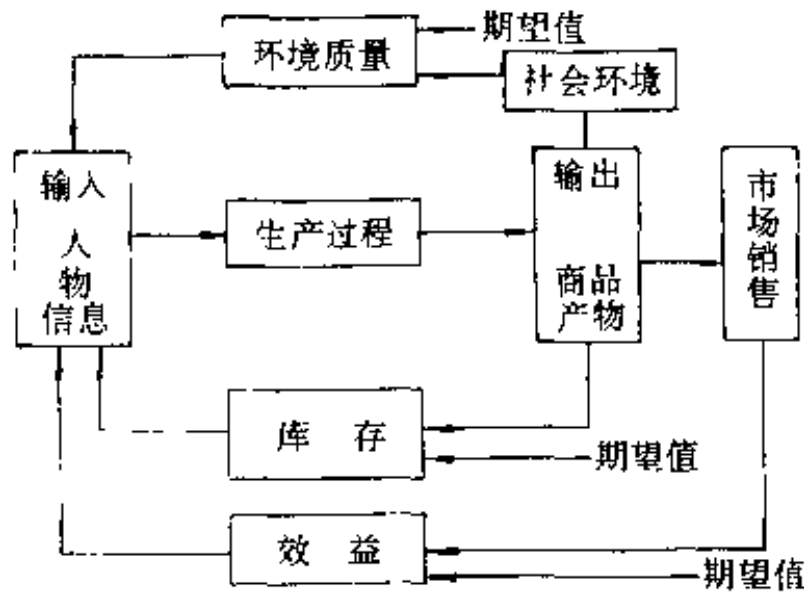 期望值
环境质量
社会环境
输入
人
物
信息
生产过程
输出
商品
产物
市场销售
库 存
期望值
效 益
期望值